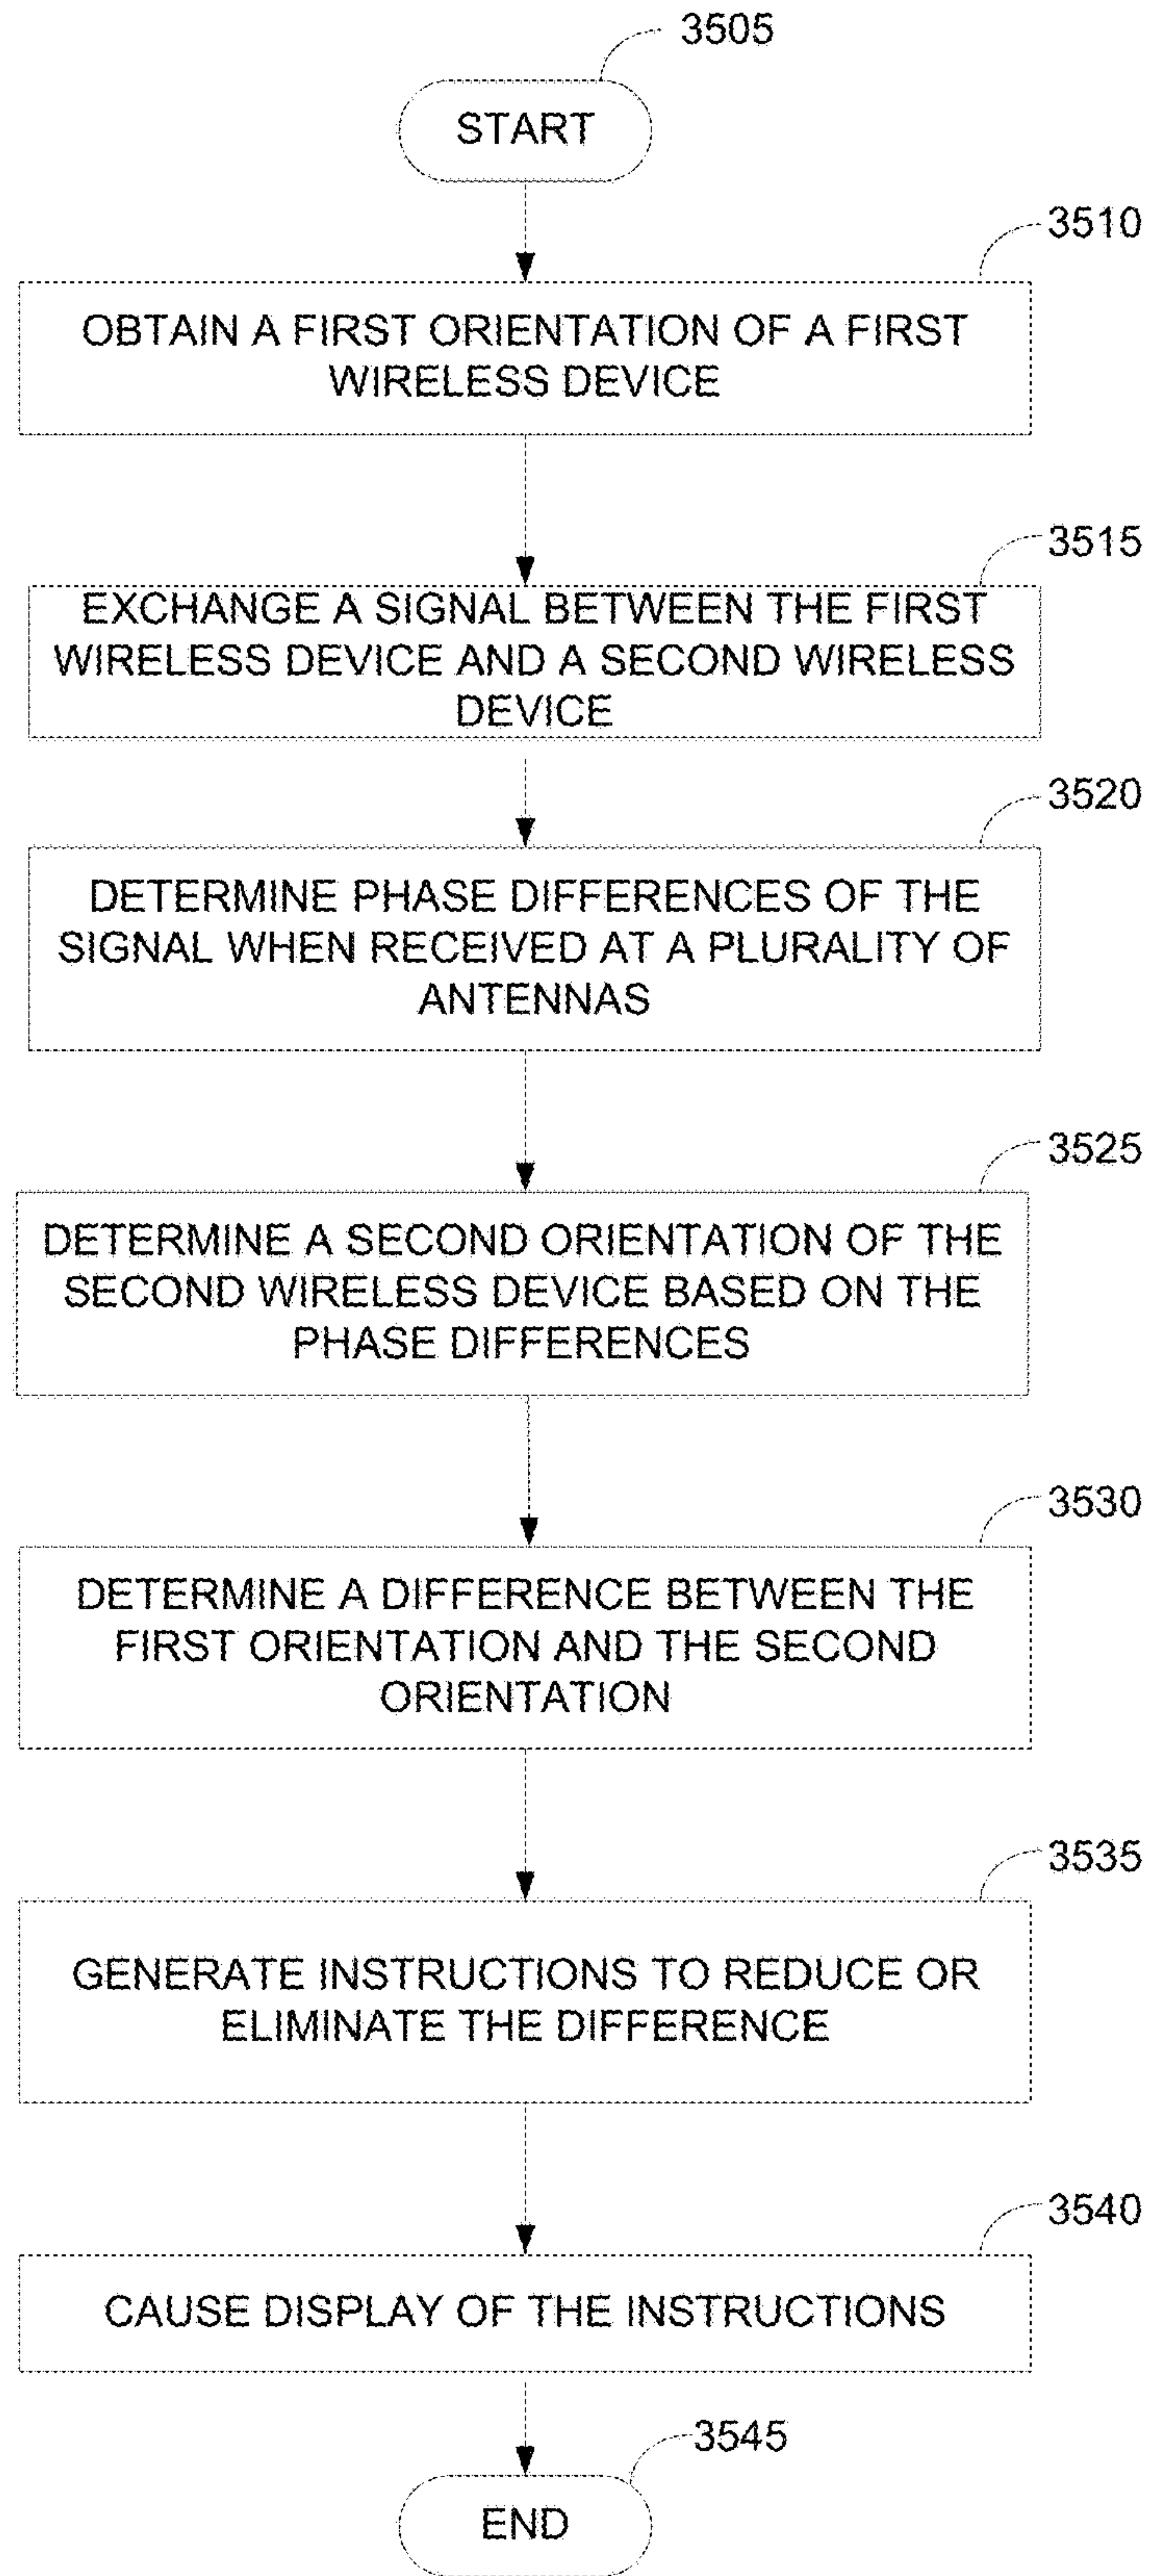 3505
START
3510
OBTAIN A FIRST ORIENTATION OF A FIRST
WIRELESS DEVICE
3515
EXCHANGE A SIGNAL BETWEEN THE FIRST
WIRELESS DEVICE AND A SECOND WIRELESS
DEVICE
3520
DETERMINE PHASE DIFFERENCES OF THE
SIGNAL WHEN RECEIVED AT A PLURALITY OF
ANTENNAS
3525
DETERMINE A SECOND ORIENTATION OF THE
SECOND WIRELESS DEVICE BASED ON THE
PHASE DIFFERENCES
3530
DETERMINE A DIFFERENCE BETWEEN THE
FIRST ORIENTATION AND THE SECOND
ORIENTATION
3535
GENERATE INSTRUCTIONS TO REDUCE OR
ELIMINATE THE DIFFERENCE
3540
CAUSE DISPLAY OF THE INSTRUCTIONS
3545
END